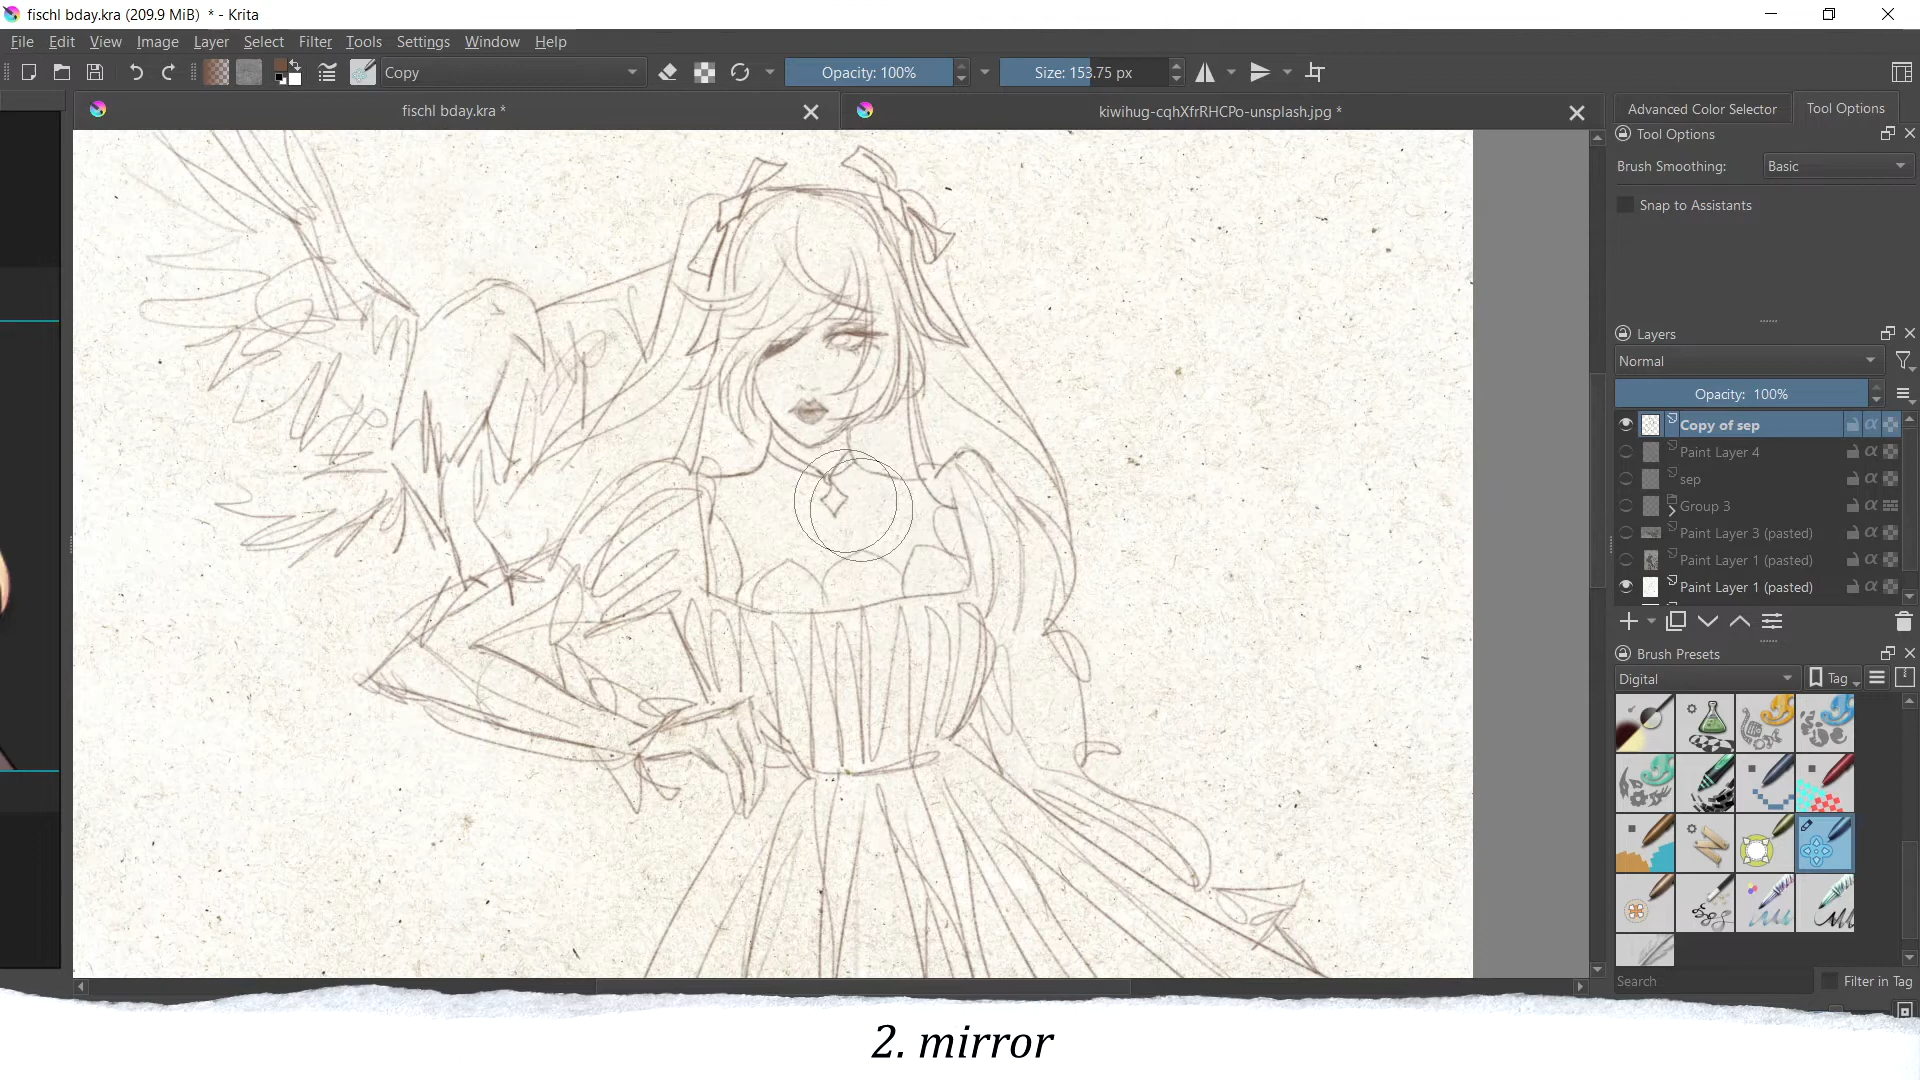 fischl bday.kra (209.9 MiB)  * - Krita
File Edit View Image Layer Select Filter Tools Settings Window Help
Copy
Opacity: 100%
Size: 153.75 px
fischl bday.kra *
kiwihug-cqhXfrRHCPo-unsplash.jpg *
Advanced Color Selector
Tool Options
Tool Options
Brush Smoothing:
Basic
Snap to Assistants
Layers
Normal
Opacity:  100%
Copy of sep
Paint Layer 4
sep
Group 3
Paint Layer 3 (pasted)
Paint Layer 1 (pasted)
Paint Layer 1 (pasted)
Brush Presets
Digital
Tag
Search
Filter in Tag
2. mirror